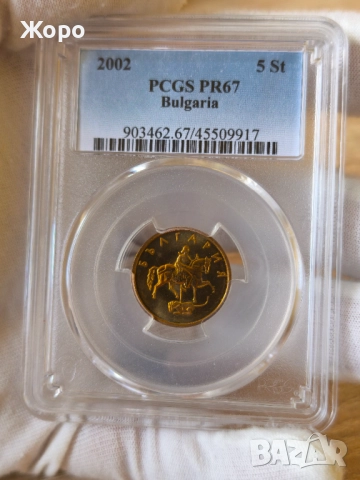 Жоро
2002 5 St
PCGS PR67
Bulgaria
903462.67/45509917
БЪЛГАРИЯ
BAZAR